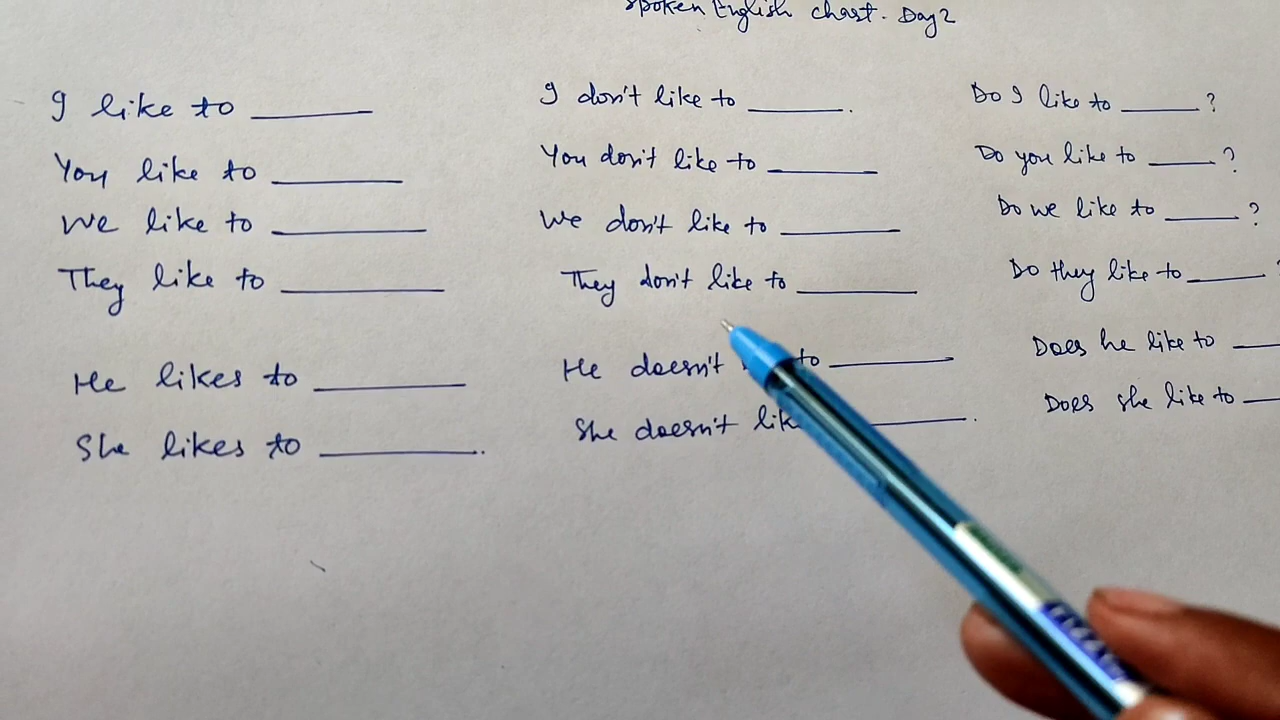 Spoken English chart. Day 2
I like to ______
You like to ______
We like to ______
They like to ______
He likes to ______
She likes to ______.
I don't like to ______.
You don't like to ______
We don't like to ______
They don't like to ______
He doesn't to ______
She doesn't lik ______.
Do I like to ______?
Do you like to ______?
Do we like to ______?
Do they like to ______?
Does he like to ______
Does she like to ______